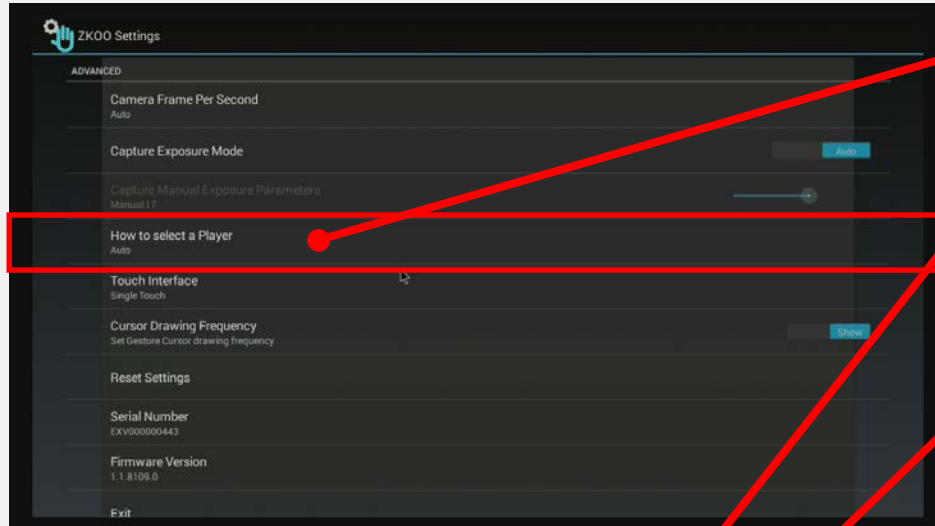 ZKOO Settings
ADVANCED
Camera Frame Per Second
Auto
Capture Exposure Mode
Auto
Capture Manual Exposure Parameters
Manual:17
How to select a Player
Auto
Touch Interface
Single Touch
Cursor Drawing Frequency
Set Gesture Cursor drawing frequency
Show
Reset Settings
Serial Number
EXV000000443
Firmware Version
1.1.8109.0
Exit